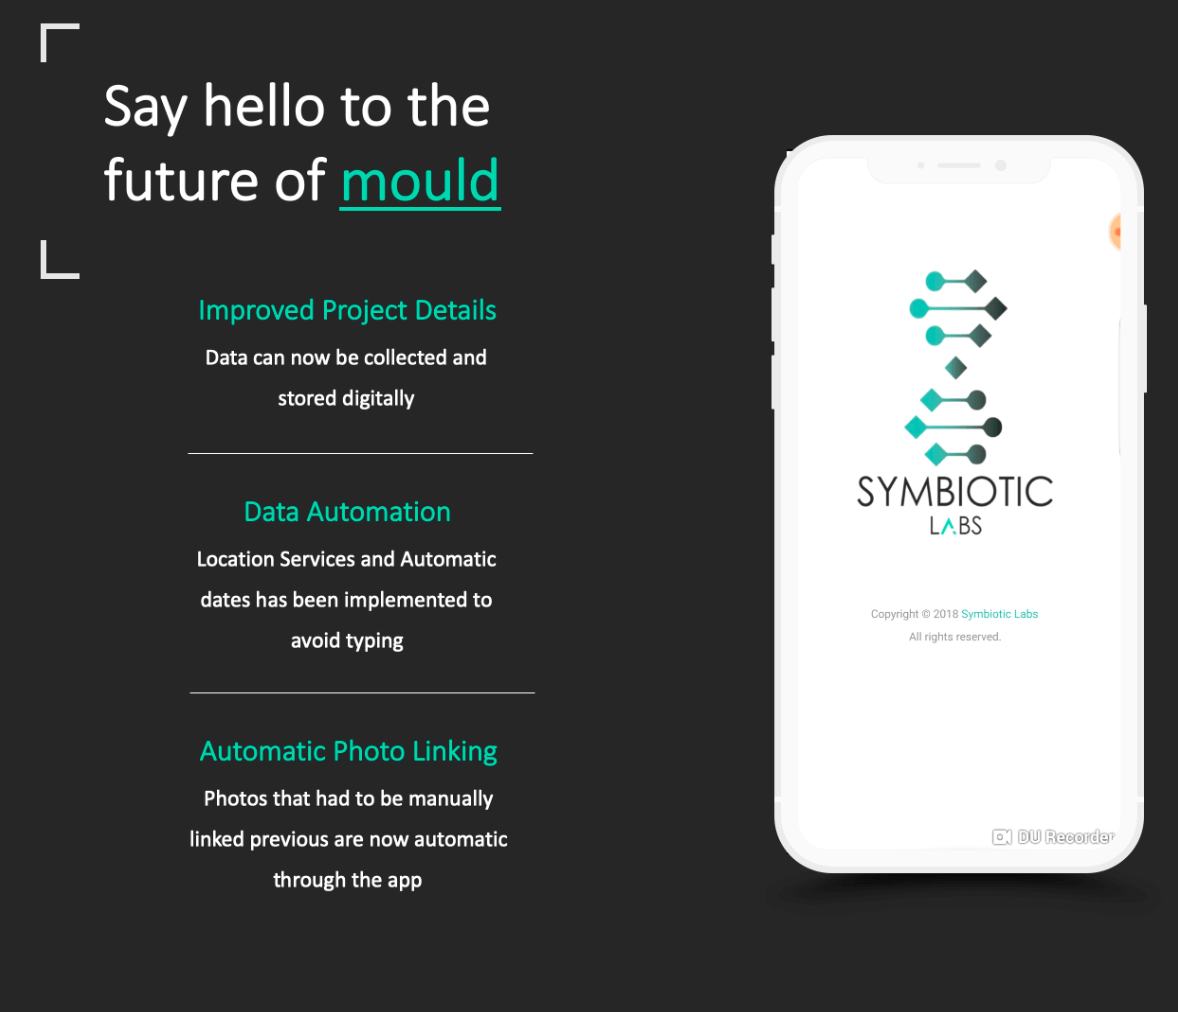 Say hello to the
future of mould
Improved Project Details
Data can now be collected and
stored digitally
Data Automation
Location Services and Automatic
dates has been implemented to
avoid typing
Automatic Photo Linking
Photos that had to be manually
linked previous are now automatic
through the app
SYMBIOTIC
LABS
Copyright © 2018 Symbiotic Labs
All rights reserved.
DU Recorder